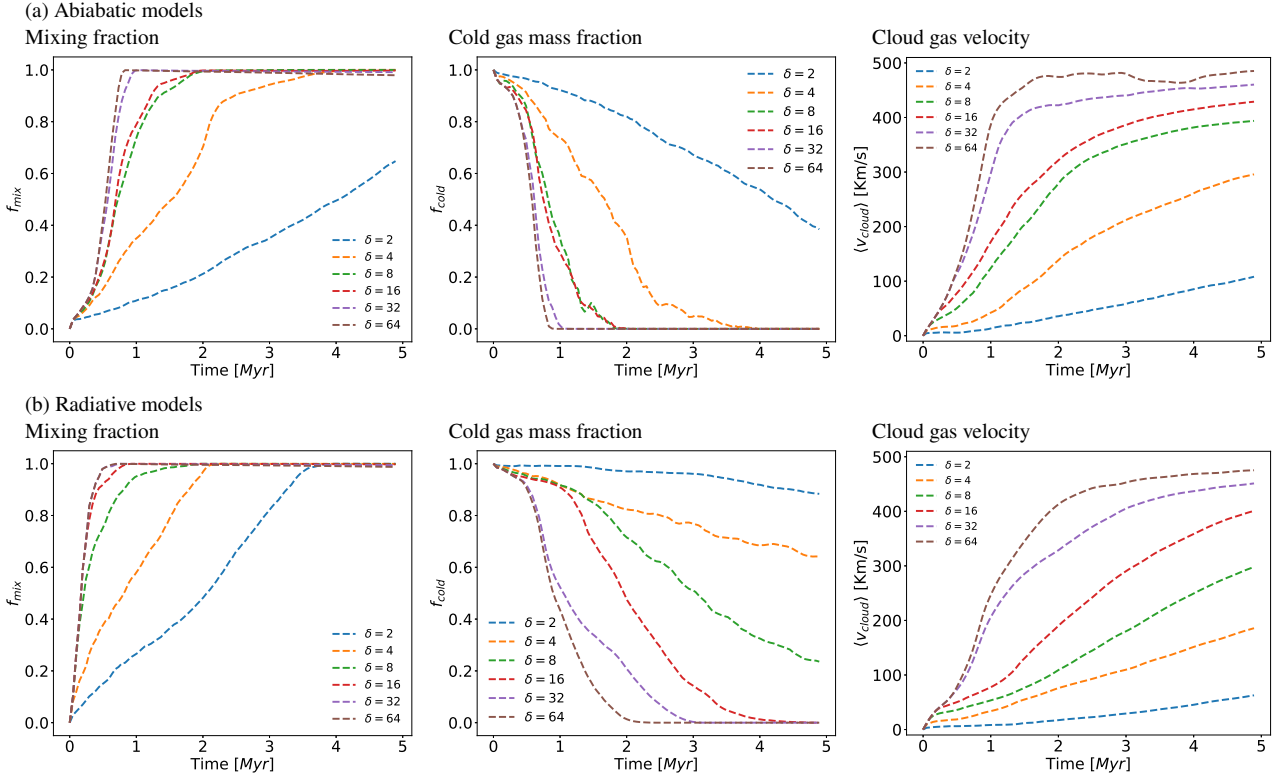 (a) Abiabatic models
Mixing fraction
Cold gas mass fraction
Cloud gas velocity
f_mix
1.0
0.8
0.6
0.4
0.2
0.0
δ = 2
δ = 4
δ = 8
δ = 16
δ = 32
δ = 64
0 1 2 3 4 5
Time [Myr]
f_cold
1.0
0.8
0.6
0.4
0.2
0.0
δ = 2
δ = 4
δ = 8
δ = 16
δ = 32
δ = 64
0 1 2 3 4 5
Time [Myr]
⟨v_cloud⟩ [Km/s]
500
400
300
200
100
0
δ = 2
δ = 4
δ = 8
δ = 16
δ = 32
δ = 64
0 1 2 3 4 5
Time [Myr]
(b) Radiative models
Mixing fraction
Cold gas mass fraction
Cloud gas velocity
f_mix
1.0
0.8
0.6
0.4
0.2
0.0
δ = 2
δ = 4
δ = 8
δ = 16
δ = 32
δ = 64
0 1 2 3 4 5
Time [Myr]
f_cold
1.0
0.8
0.6
0.4
0.2
0.0
δ = 2
δ = 4
δ = 8
δ = 16
δ = 32
δ = 64
0 1 2 3 4 5
Time [Myr]
⟨v_cloud⟩ [Km/s]
500
400
300
200
100
0
δ = 2
δ = 4
δ = 8
δ = 16
δ = 32
δ = 64
0 1 2 3 4 5
Time [Myr]